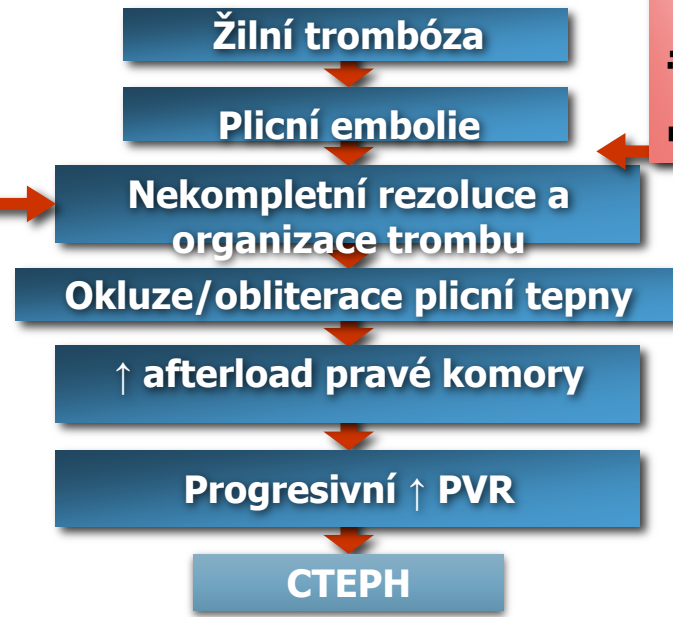 Žilní trombóza
Plicní embolie
Nekompletní rezoluce a
organizace trombu
Okluze/obliterace plicní tepny
↑ afterload pravé komory
Progresivní ↑ PVR
CTEPH